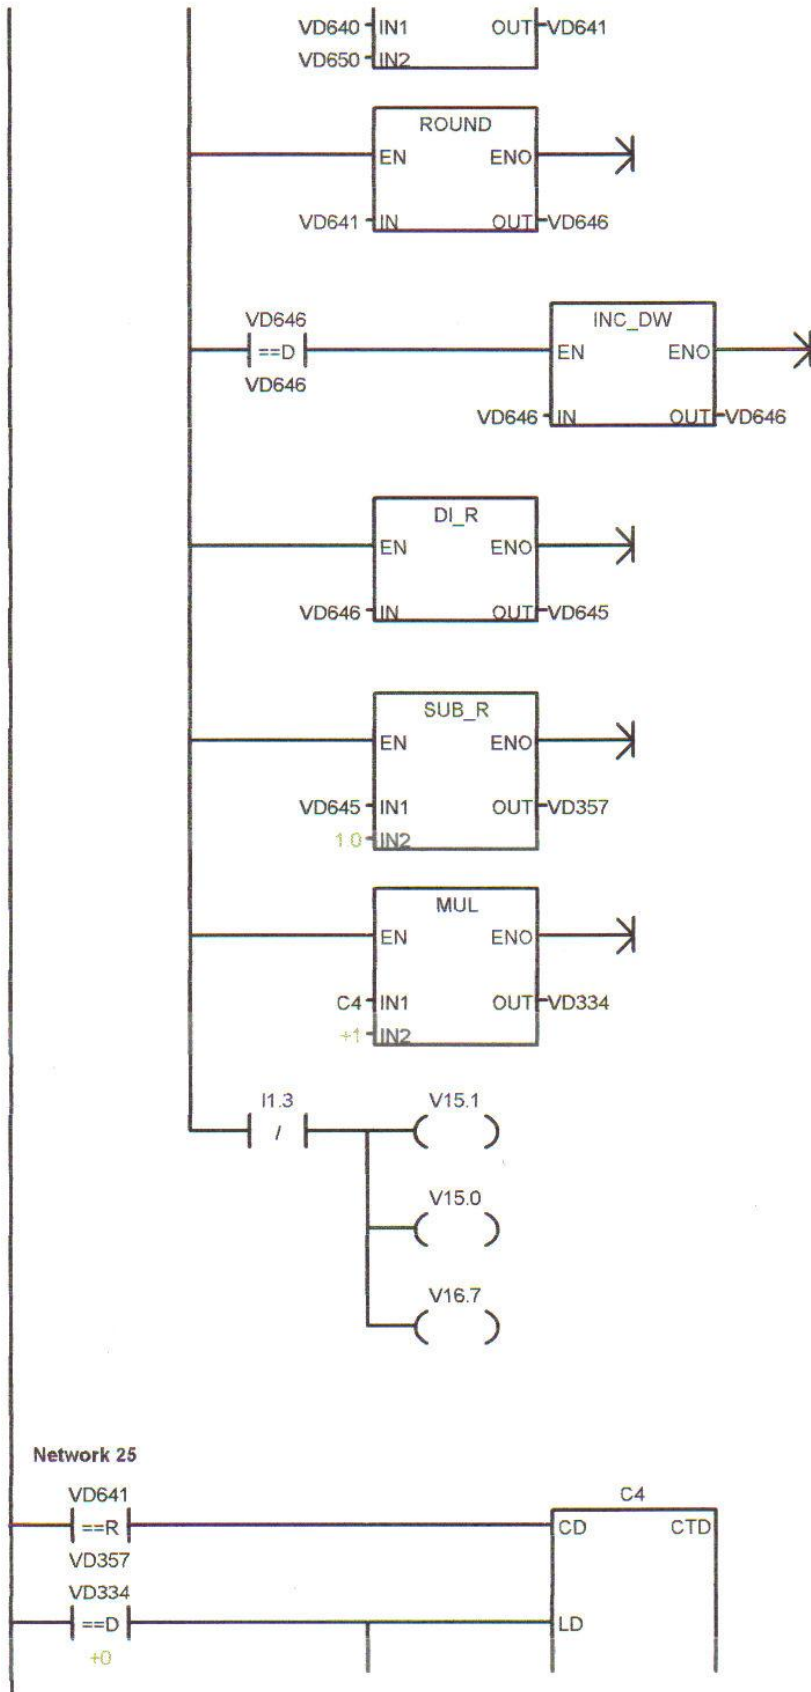 VD640 IN1 OUT VD641
VD650 IN2
ROUND
EN ENO
VD641 IN OUT VD646
VD646
==D
VD646
INC_DW
EN ENO
VD646 IN OUT VD646
DI_R
EN ENO
VD646 IN OUT VD645
SUB_R
EN ENO
VD645 IN1 OUT VD357
1.0 IN2
MUL
EN ENO
C4 IN1 OUT VD334
+1 IN2
I1.3
/
V15.1
V15.0
V16.7
Network 25
VD641
==R
VD357
C4
CD CTD
VD334
==D
+0
LD